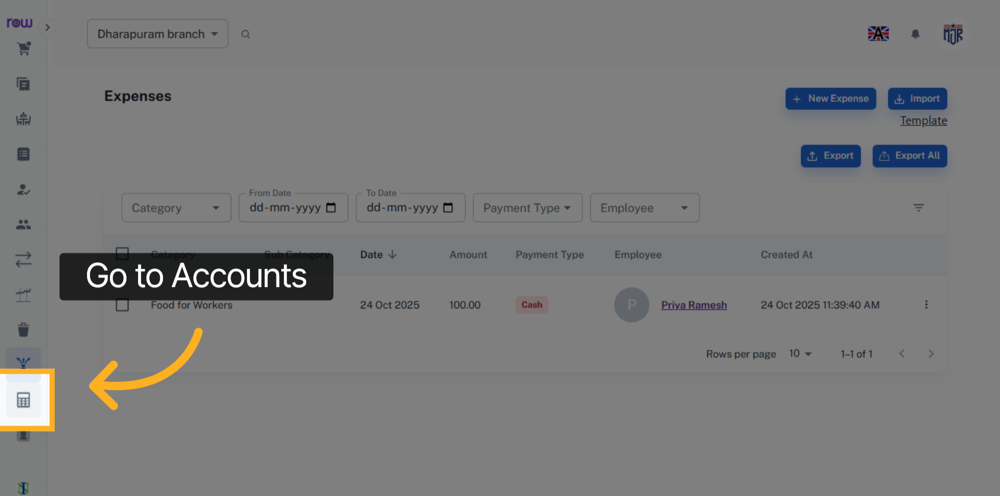 row
Dharapuram branch
A
MJR
Expenses
New Expense
Import
Template
Export
Export All
Category
From Date
dd-mm-yyyy
To Date
dd-mm-yyyy
Payment Type
Employee
Category
Sub Category
Date
Amount
Payment Type
Employee
Created At
Go to Accounts
Food for Workers
24 Oct 2025
100.00
Cash
P
Priya Ramesh
24 Oct 2025 11:39:40 AM
Rows per page
10
1–1 of 1